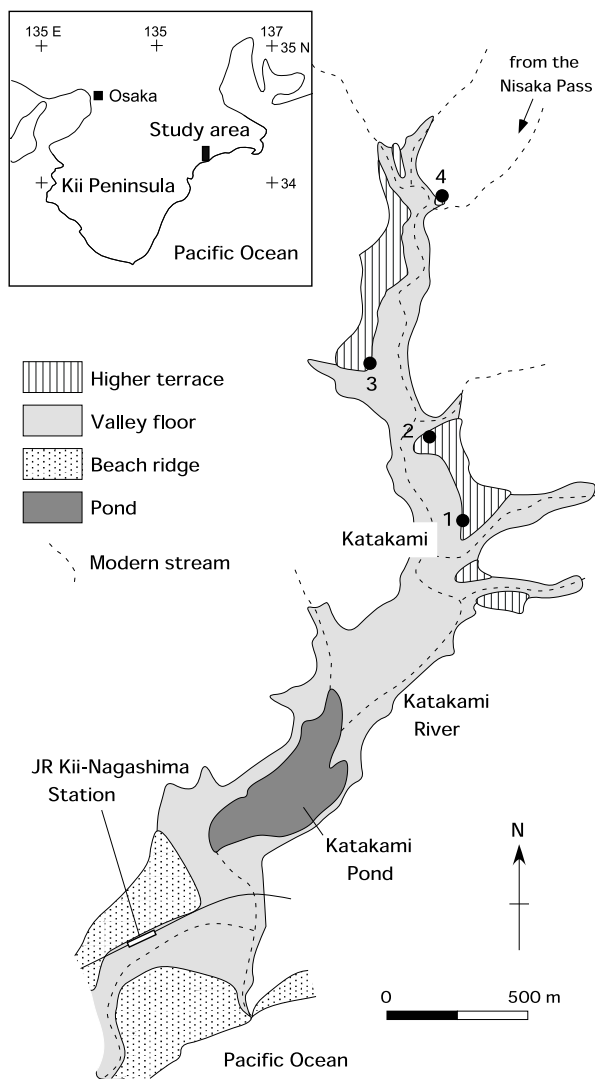 135 E
135
137
35 N
Osaka
Study area
Kii Peninsula
34
Pacific Ocean
from the
Nisaka Pass
4
3
2
1
Higher terrace
Valley floor
Beach ridge
Pond
Modern stream
Katakami
Katakami
River
JR Kii-Nagashima
Station
Katakami
Pond
N
0
500 m
Pacific Ocean